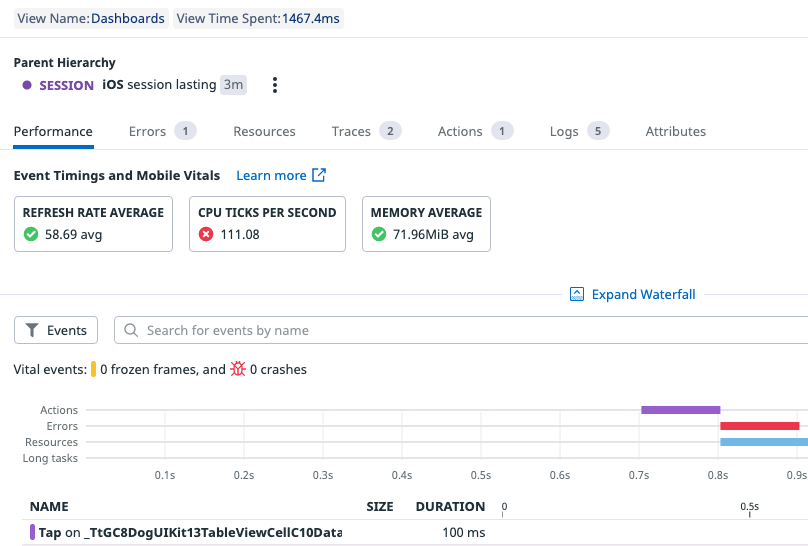 View Name: Dashboards View Time Spent: 1467.4ms
Parent Hierarchy
SESSION iOS session lasting 3m
Performance Errors 1 Resources Traces 2 Actions 1 Logs 5 Attributes
Event Timings and Mobile Vitals Learn more
REFRESH RATE AVERAGE CPU TICKS PER SECOND MEMORY AVERAGE
58.69 avg 111.08 71.96MiB avg
Expand Waterfall
Events Search for events by name
Vital events: 0 frozen frames, and 0 crashes
Actions
Errors
Resources
Long tasks
0.1s 0.2s 0.3s 0.4s 0.5s 0.6s 0.7s 0.8s 0.9s
NAME SIZE DURATION 0 0.5s
Tap on _TtGC8DogUIKit13TableViewCellC10Data 100 ms